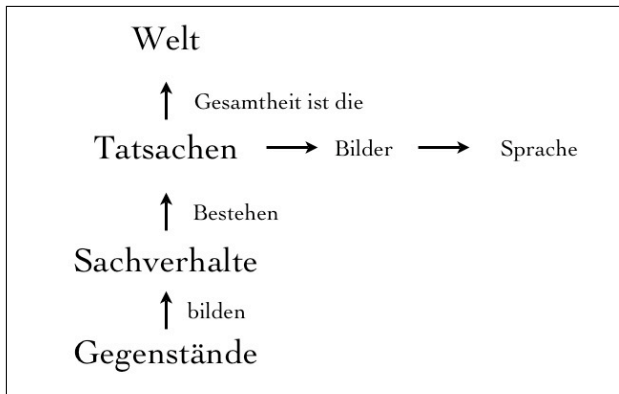 Welt
Gesamtheit ist die
Tatsachen Bilder Sprache
Bestehen
Sachverhalte
bilden
Gegenstände